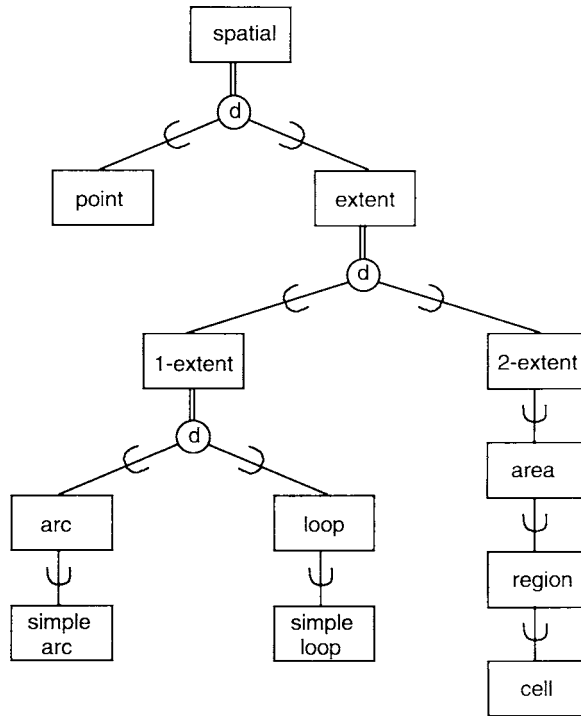 spatial
d
point
extent
d
1-extent
2-extent
d
area
arc
loop
region
simple
arc
simple
loop
cell